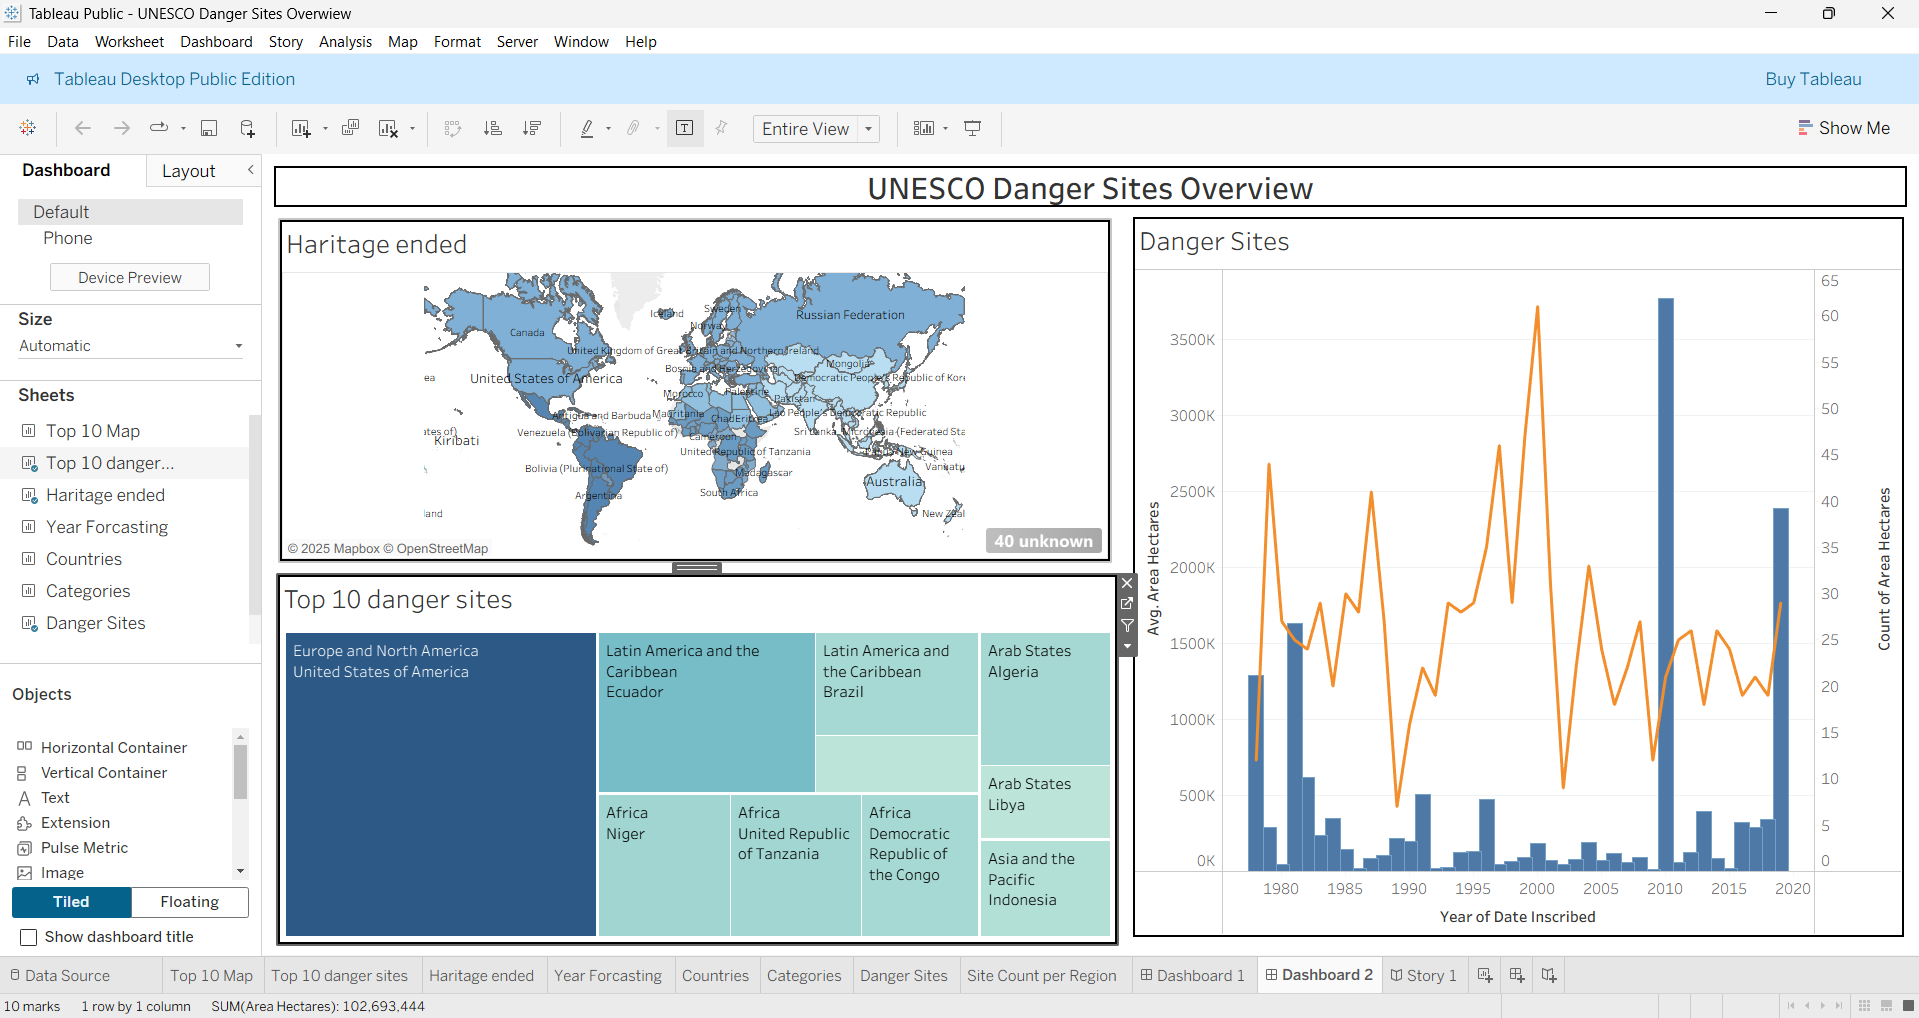 Tableau Public - UNESCO Danger Sites Overwiew
File Data Worksheet Dashboard Story Analysis Map Format Server Window Help
Tableau Desktop Public Edition
Buy Tableau
Entire View
Show Me
Dashboard
Layout
Default
Phone
Device Preview
Size
Automatic
Sheets
Top 10 Map
Top 10 danger...
Haritage ended
Year Forcasting
Countries
Categories
Danger Sites
Objects
Horizontal Container
Vertical Container
Text
Extension
Pulse Metric
Image
Tiled
Floating
Show dashboard title
UNESCO Danger Sites Overview
Haritage ended
Iceland
Sweden
Norway
Russian Federation
Canada
United Kingdom of Great Britain and Northern Ireland
Bosnia and Herzegovina
Mongolia
ea
United States of America
Democratic People's Republic of Kore
Morocco
Palestine
Pakistan
Antigua and Barbuda
Mauritania
Chad
Eritrea
Lao People's Democratic Republic
ates of)
Kiribati
Venezuela (Bolivarian Republic of)
Cameroon
Sri Lanka
Micronesia (Federated Sta
United Republic of Tanzania
Papua New Guinea
Bolivia (Plurinational State of)
Madagascar
Vanuatu
Argentina
South Africa
Australia
land
New Zeal
© 2025 Mapbox © OpenStreetMap
40 unknown
Top 10 danger sites
Europe and North America
United States of America
Latin America and the
Caribbean
Ecuador
Latin America and
the Caribbean
Brazil
Arab States
Algeria
Arab States
Libya
Africa
Niger
Africa
United Republic
of Tanzania
Africa
Democratic
Republic of
the Congo
Asia and the
Pacific
Indonesia
Danger Sites
Avg. Area Hectares
3500K
3000K
2500K
2000K
1500K
1000K
500K
0K
65
60
55
50
45
40
35
30
25
20
15
10
5
0
Count of Area Hectares
1980 1985 1990 1995 2000 2005 2010 2015 2020
Year of Date Inscribed
Data Source
Top 10 Map
Top 10 danger sites
Haritage ended
Year Forcasting
Countries
Categories
Danger Sites
Site Count per Region
Dashboard 1
Dashboard 2
Story 1
10 marks 1 row by 1 column SUM(Area Hectares): 102,693,444